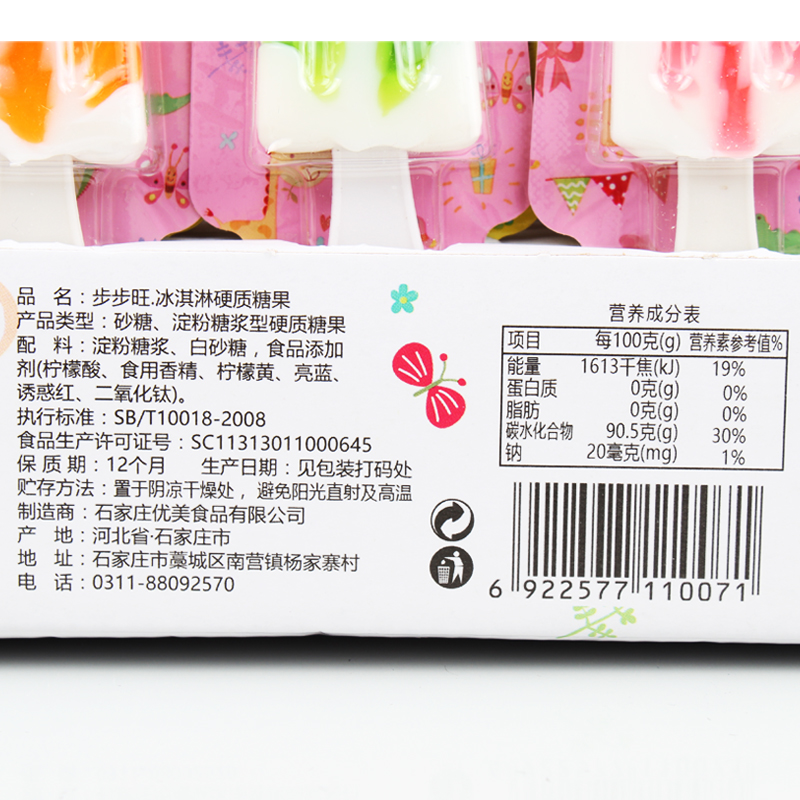 品 名：步步旺.冰淇淋硬质糖果
产品类型：砂糖、淀粉糖浆型硬质糖果
配 料：淀粉糖浆、白砂糖，食品添加
剂(柠檬酸、食用香精、柠檬黄、亮蓝、
诱惑红、二氧化钛)。
执行标准：SB/T10018-2008
食品生产许可证号：SC11313011000645
保 质 期：12个月 生产日期：见包装打码处
贮存方法：置于阴凉干燥处，避免阳光直射及高温
制造商：石家庄优美食品有限公司
产 地：河北省·石家庄市
地 址：石家庄市藁城区南营镇杨家寨村
电 话：0311-88092570
营养成分表
项目 每100克(g) 营养素参考值%
能量 1613千焦(kJ) 19%
蛋白质 0克(g) 0%
脂肪 0克(g) 0%
碳水化合物 90.5克(g) 30%
钠 20毫克(mg) 1%
6 922577 110071